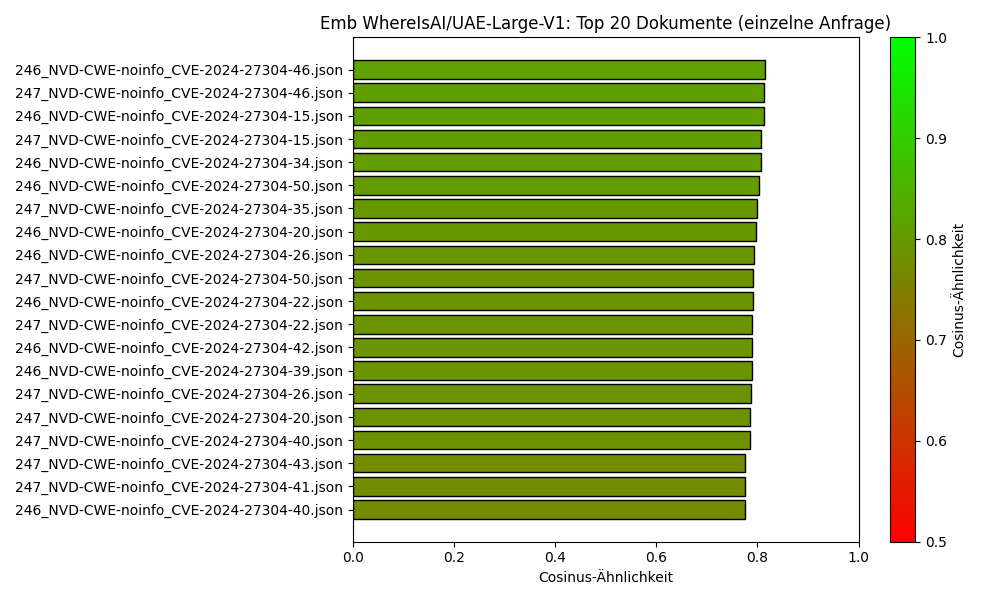 Emb WhereIsAI/UAE-Large-V1: Top 20 Dokumente (einzelne Anfrage)
246_NVD-CWE-noinfo_CVE-2024-27304-46.json
247_NVD-CWE-noinfo_CVE-2024-27304-46.json
246_NVD-CWE-noinfo_CVE-2024-27304-15.json
247_NVD-CWE-noinfo_CVE-2024-27304-15.json
246_NVD-CWE-noinfo_CVE-2024-27304-34.json
246_NVD-CWE-noinfo_CVE-2024-27304-50.json
247_NVD-CWE-noinfo_CVE-2024-27304-35.json
246_NVD-CWE-noinfo_CVE-2024-27304-20.json
246_NVD-CWE-noinfo_CVE-2024-27304-26.json
247_NVD-CWE-noinfo_CVE-2024-27304-50.json
246_NVD-CWE-noinfo_CVE-2024-27304-22.json
247_NVD-CWE-noinfo_CVE-2024-27304-22.json
246_NVD-CWE-noinfo_CVE-2024-27304-42.json
246_NVD-CWE-noinfo_CVE-2024-27304-39.json
247_NVD-CWE-noinfo_CVE-2024-27304-26.json
247_NVD-CWE-noinfo_CVE-2024-27304-20.json
247_NVD-CWE-noinfo_CVE-2024-27304-40.json
247_NVD-CWE-noinfo_CVE-2024-27304-43.json
247_NVD-CWE-noinfo_CVE-2024-27304-41.json
246_NVD-CWE-noinfo_CVE-2024-27304-40.json
0.0 0.2 0.4 0.6 0.8 1.0
Cosinus-Ähnlichkeit
1.0
0.9
0.8
0.7
0.6
0.5
Cosinus-Ähnlichkeit